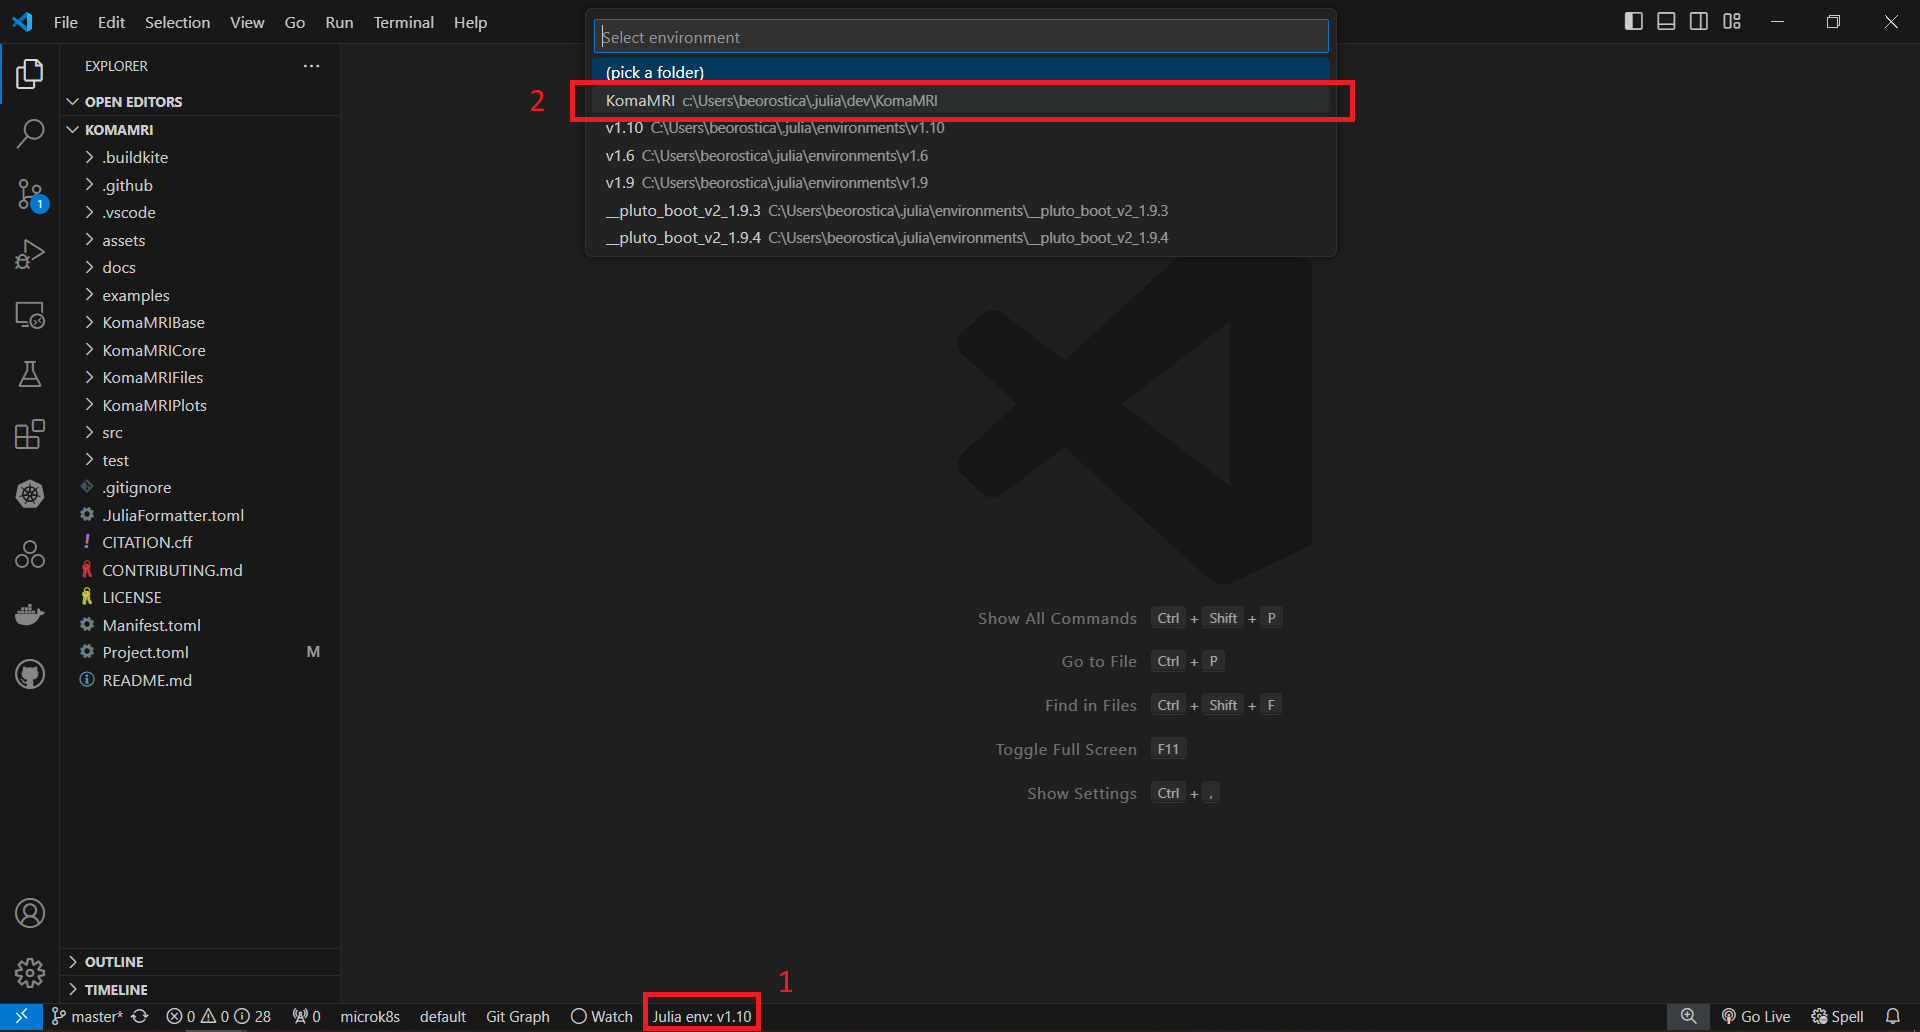 File Edit Selection View Go Run Terminal Help
Select environment
(pick a folder)
2
KomaMRI c:\Users\beorostica\.julia\dev\KomaMRI
v1.10 C:\Users\beorostica\.julia\environments\v1.10
v1.6 C:\Users\beorostica\.julia\environments\v1.6
v1.9 C:\Users\beorostica\.julia\environments\v1.9
__pluto_boot_v2_1.9.3 C:\Users\beorostica\.julia\environments\__pluto_boot_v2_1.9.3
__pluto_boot_v2_1.9.4 C:\Users\beorostica\.julia\environments\__pluto_boot_v2_1.9.4
EXPLORER
OPEN EDITORS
KOMAMRI
.buildkite
.github
1
.vscode
assets
docs
examples
KomaMRIBase
KomaMRICore
KomaMRIFiles
KomaMRIPlots
src
test
.gitignore
.JuliaFormatter.toml
CITATION.cff
CONTRIBUTING.md
LICENSE
Manifest.toml
Project.toml M
README.md
Show All Commands Ctrl + Shift + P
Go to File Ctrl + P
Find in Files Ctrl + Shift + F
Toggle Full Screen F11
Show Settings Ctrl + ,
OUTLINE
TIMELINE
1
master* 0 0 28 0 microk8s default Git Graph Watch Julia env: v1.10 Go Live Spell